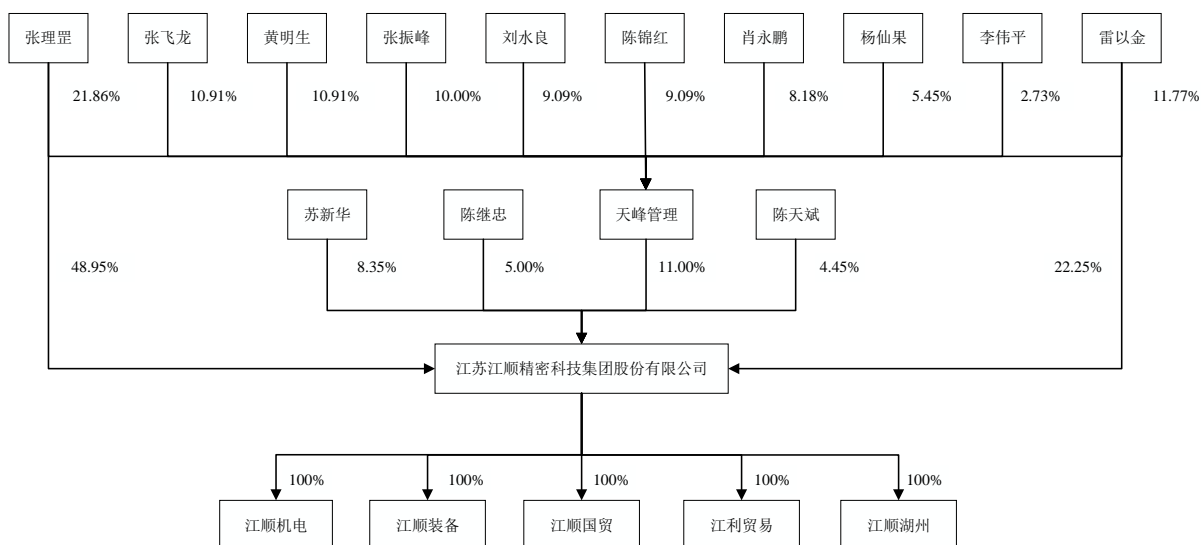 张理罡 张飞龙 黄明生 张振峰 刘水良 陈锦红 肖永鹏 杨仙果 李伟平 雷以金
21.86% 10.91% 10.91% 10.00% 9.09% 9.09% 8.18% 5.45% 2.73% 11.77%
苏新华 陈继忠 天峰管理 陈天斌
48.95% 8.35% 5.00% 11.00% 4.45% 22.25%
江苏江顺精密科技集团股份有限公司
100% 100% 100% 100% 100%
江顺机电 江顺装备 江顺国贸 江利贸易 江顺湖州